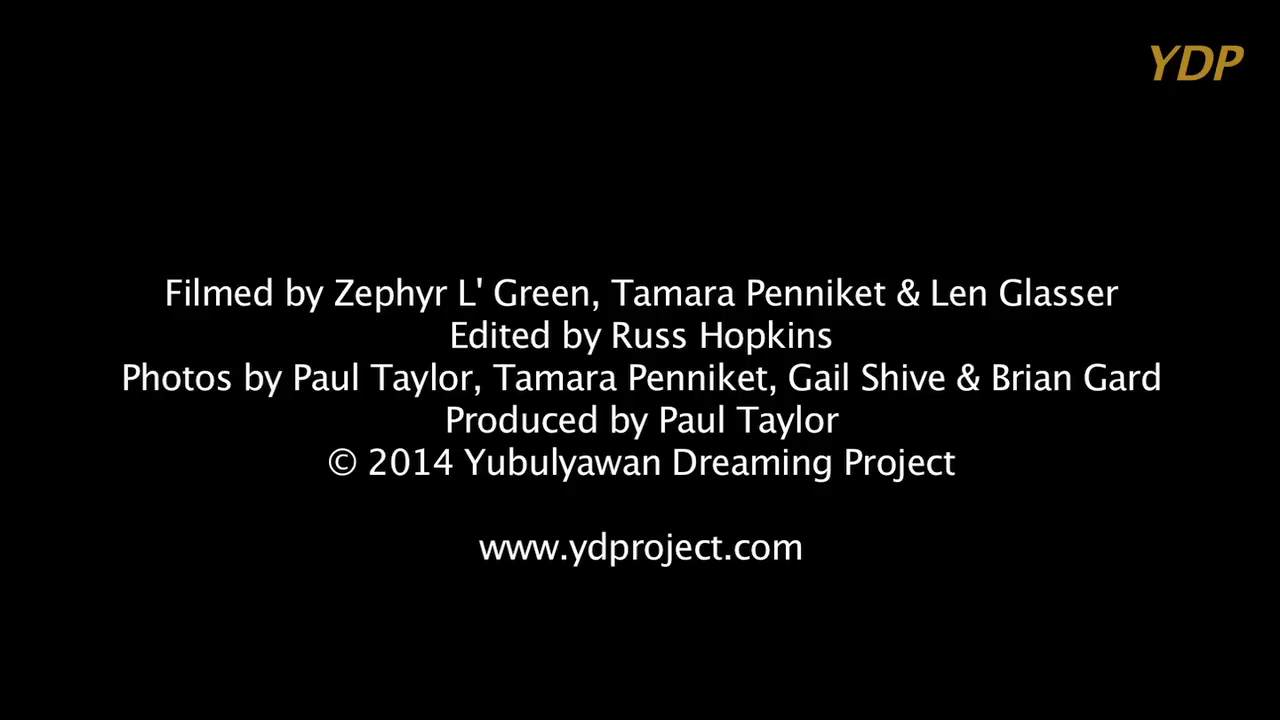 YDP
Filmed by Zephyr L' Green, Tamara Penniket & Len Glasser
Edited by Russ Hopkins
Photos by Paul Taylor, Tamara Penniket, Gail Shive & Brian Gard
Produced by Paul Taylor
© 2014 Yubulyawan Dreaming Project
www.ydproject.com